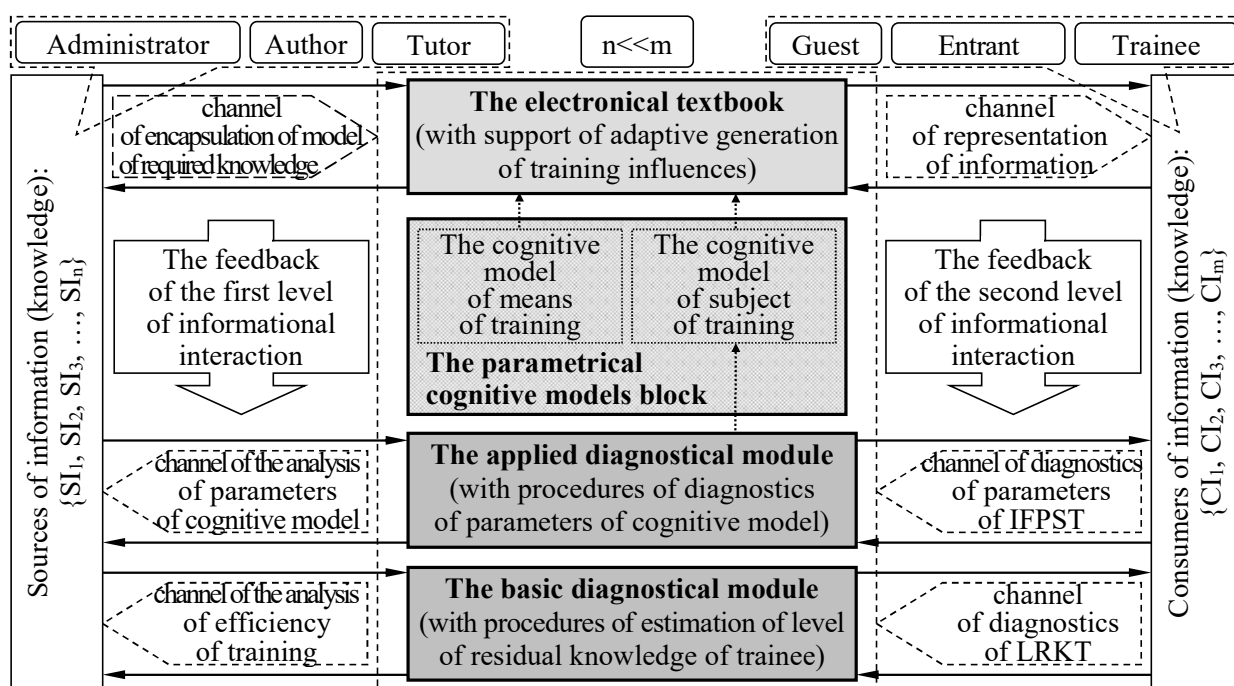 Administrator
Author
Tutor
n<<m
Guest
Entrant
Trainee
Sources of information (knowledge):
{SI1, SI2, SI3, …, SIn}
channel
of encapsulation of model
of required knowledge
The electronical textbook
(with support of adaptive generation
of training influences)
channel
of representation
of information
Consumers of information (knowledge):
{CI1, CI2, CI3, …, CIm}
The feedback
of the first level
of informational
interaction
The cognitive
model
of means
of training
The cognitive
model
of subject
of training
The parametrical
cognitive models block
The feedback
of the second level
of informational
interaction
channel of the analysis
of parameters
of cognitive model
The applied diagnostical module
(with procedures of diagnostics
of parameters of cognitive model)
channel of diagnostics
of parameters
of IFPST
channel of the analysis
of efficiency
of training
The basic diagnostical module
(with procedures of estimation of level
of residual knowledge of trainee)
channel
of diagnostics
of LRKT